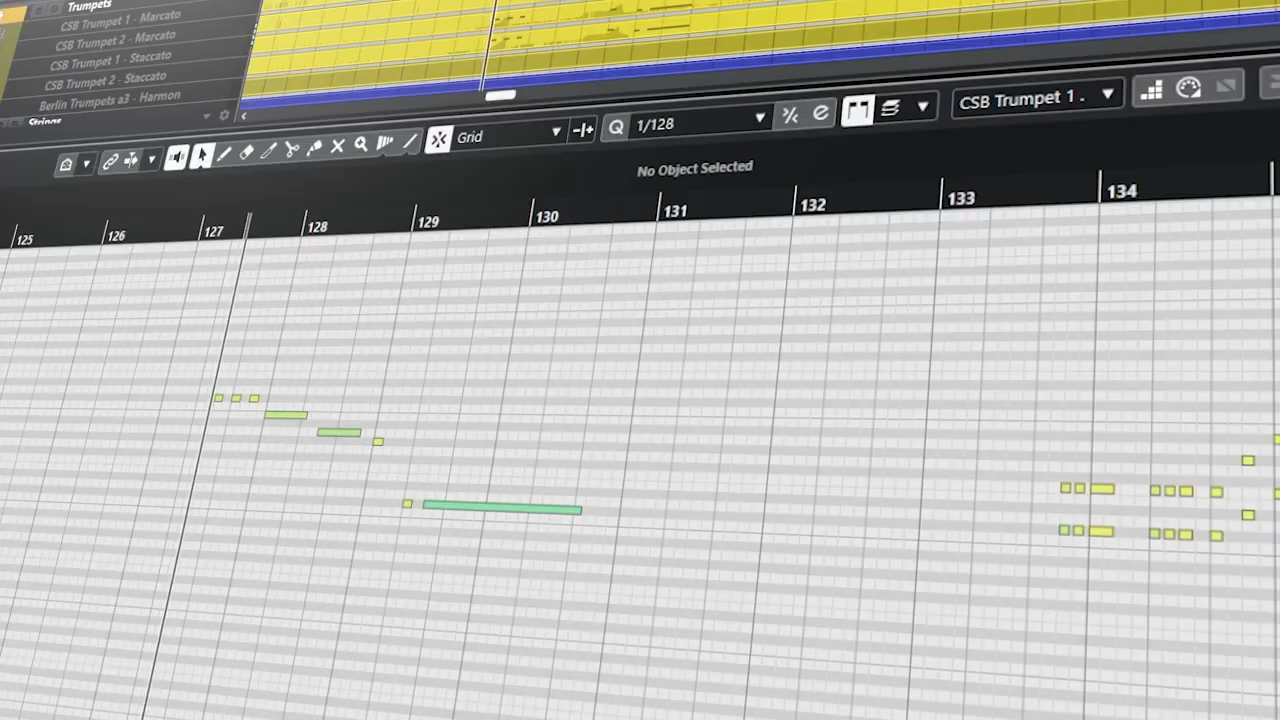 Trumpets
CSB Trumpet 1 - Marcato
CSB Trumpet 2 - Marcato
CSB Trumpet 1 - Staccato
CSB Trumpet 2 - Staccato
Berlin Trumpets a3 - Harmon
Strings
Grid
Q 1/128
CSB Trumpet 1 .
No Object Selected
125 126 127 128 129 130 131 132 133 134